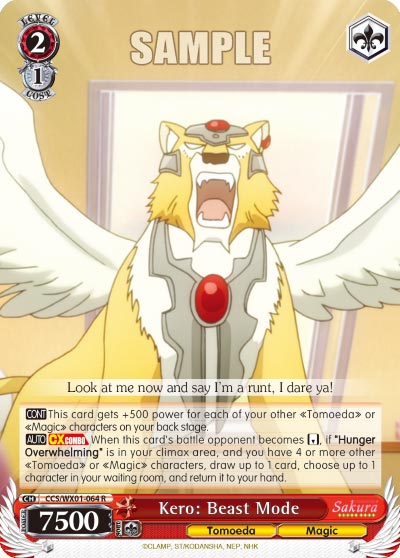 LEVEL
2
1
COST
SAMPLE
Look at me now and say I'm a runt, I dare ya!
CONT This card gets +500 power for each of your other «Tomoeda» or
«Magic» characters on your back stage.
AUTO CXCOMBO When this card's battle opponent becomes [▾], if "Hunger
Overwhelming" is in your climax area, and you have 4 or more other
«Tomoeda» or «Magic» characters, draw up to 1 card, choose up to 1
character in your waiting room, and return it to your hand.
CH CCS/WX01-064 R
POWER 7500
Kero: Beast Mode
Sakura
Tomoeda Magic
©CLAMP, ST/KODANSHA, NEP, NHK